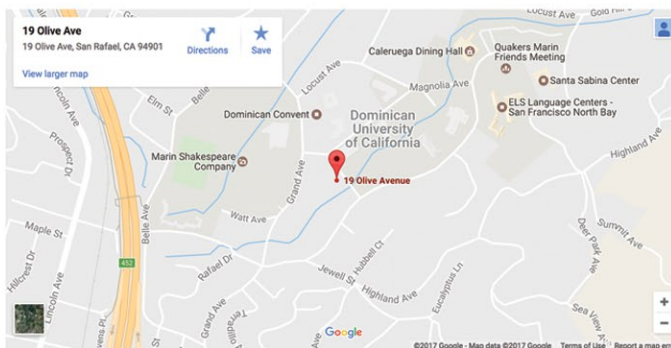 19 Olive Ave
19 Olive Ave, San Rafael, CA 94901
Directions
Save
View larger map
Lincoln Ave
Prospect Dr
Elm St
Belle
Locust Ave
Locust Ave
Gold Hill G
Caleruega Dining Hall
Quakers Marin
Friends Meeting
Magnolia Ave
Santa Sabina Center
ELS Language Centers -
San Francisco North Bay
Dominican Convent
Dominican
University
of California
Highland Ave
Marin Shakespeare
Company
Grand Ave
19 Olive Avenue
Watt Ave
Belle Ave
Maple St
Hillcrest Dr
Lincoln Ave
452
Rafael Dr
Hubbell Ct
Jewell St
Highland Ave
Eucalyptus Ln
Deer Park Ave
Summit Ave
Sea View Av
Grand Ave
Terradillo
evens Pl
Google
+
−
©2017 Google - Map data ©2017 Google
Terms of Use
Report a map err